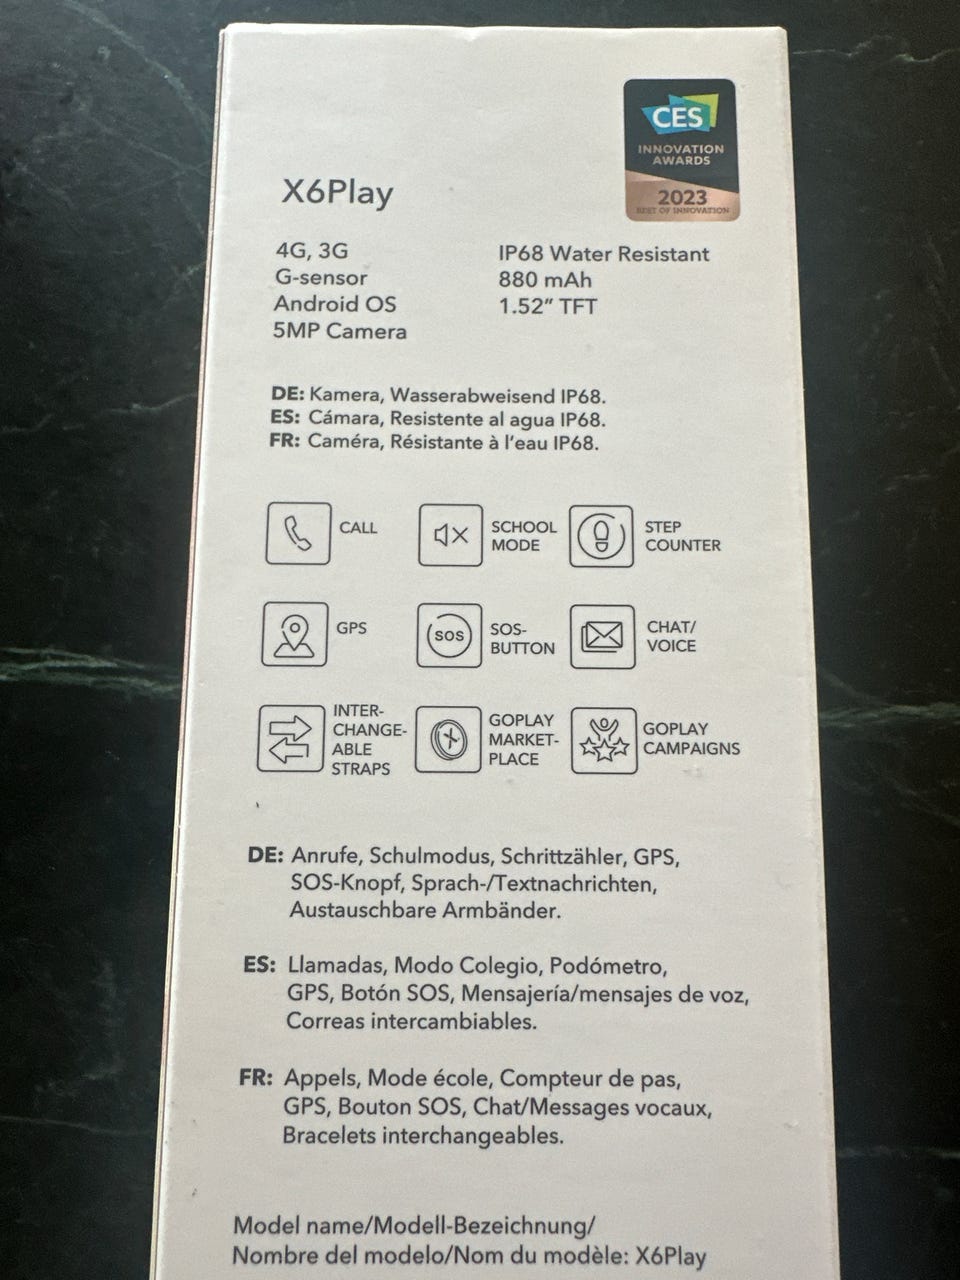 CES
INNOVATION
AWARDS
2023
BEST OF INNOVATION
X6Play
4G, 3G
G-sensor
Android OS
5MP Camera
IP68 Water Resistant
880 mAh
1.52” TFT
DE: Kamera, Wasserabweisend IP68.
ES: Cámara, Resistente al agua IP68.
FR: Caméra, Résistante à l’eau IP68.
CALL
SCHOOL
MODE
STEP
COUNTER
GPS
SOS
SOS-
BUTTON
CHAT/
VOICE
INTER-
CHANGE-
ABLE
STRAPS
GOPLAY
MARKET-
PLACE
GOPLAY
CAMPAIGNS
DE: Anrufe, Schulmodus, Schrittzähler, GPS,
SOS-Knopf, Sprach-/Textnachrichten,
Austauschbare Armbänder.
ES: Llamadas, Modo Colegio, Podómetro,
GPS, Botón SOS, Mensajería/mensajes de voz,
Correas intercambiables.
FR: Appels, Mode école, Compteur de pas,
GPS, Bouton SOS, Chat/Messages vocaux,
Bracelets interchangeables.
Model name/Modell-Bezeichnung/
Nombre del modelo/Nom du modèle: X6Play